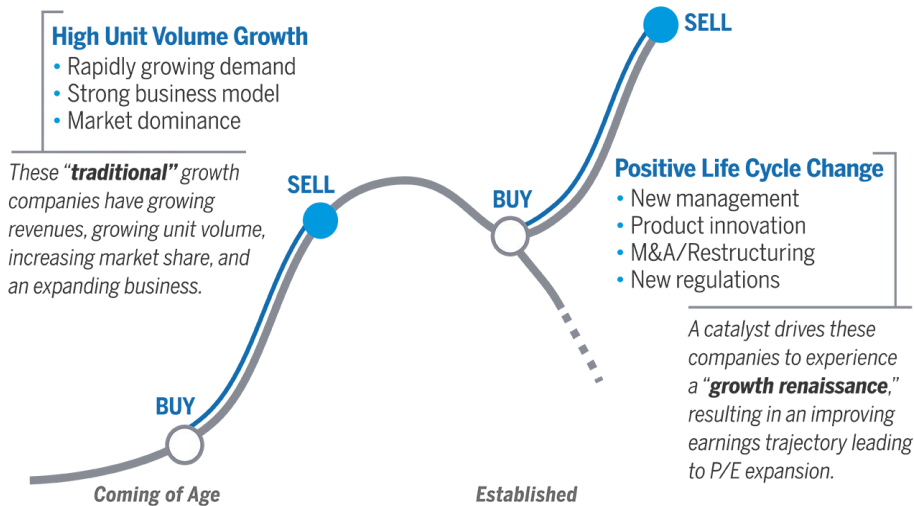 High Unit Volume Growth
• Rapidly growing demand
• Strong business model
• Market dominance
These “traditional” growth
companies have growing
revenues, growing unit volume,
increasing market share, and
an expanding business.
BUY
SELL
Coming of Age
BUY
SELL
Established
Positive Life Cycle Change
• New management
• Product innovation
• M&A/Restructuring
• New regulations
A catalyst drives these
companies to experience
a “growth renaissance,”
resulting in an improving
earnings trajectory leading
to P/E expansion.